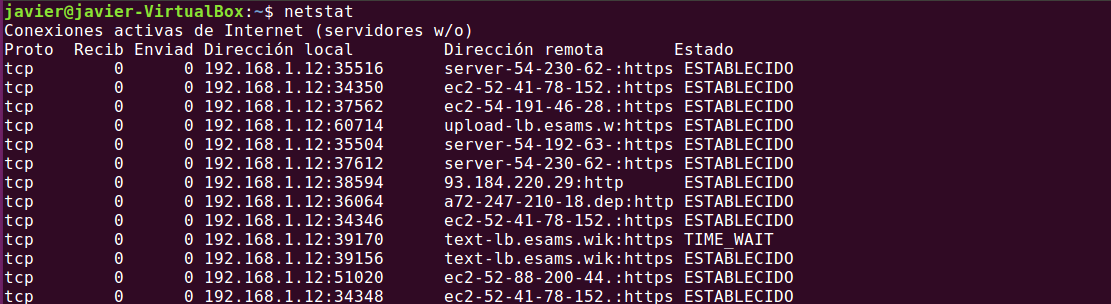 javier@javier-VirtualBox:~$ netstat
Conexiones activas de Internet (servidores w/o)
Proto  Recib Enviad Dirección local         Dirección remota       Estado
tcp        0      0 192.168.1.12:35516      server-54-230-62-:https ESTABLECIDO
tcp        0      0 192.168.1.12:34350      ec2-52-41-78-152.:https ESTABLECIDO
tcp        0      0 192.168.1.12:37562      ec2-54-191-46-28.:https ESTABLECIDO
tcp        0      0 192.168.1.12:60714      upload-lb.esams.w:https ESTABLECIDO
tcp        0      0 192.168.1.12:35504      server-54-192-63-:https ESTABLECIDO
tcp        0      0 192.168.1.12:37612      server-54-230-62-:https ESTABLECIDO
tcp        0      0 192.168.1.12:38594      93.184.220.29:http      ESTABLECIDO
tcp        0      0 192.168.1.12:36064      a72-247-210-18.dep:http ESTABLECIDO
tcp        0      0 192.168.1.12:34346      ec2-52-41-78-152.:https ESTABLECIDO
tcp        0      0 192.168.1.12:39170      text-lb.esams.wik:https TIME_WAIT
tcp        0      0 192.168.1.12:39156      text-lb.esams.wik:https ESTABLECIDO
tcp        0      0 192.168.1.12:51020      ec2-52-88-200-44.:https ESTABLECIDO
tcp        0      0 192.168.1.12:34348      ec2-52-41-78-152.:https ESTABLECIDO